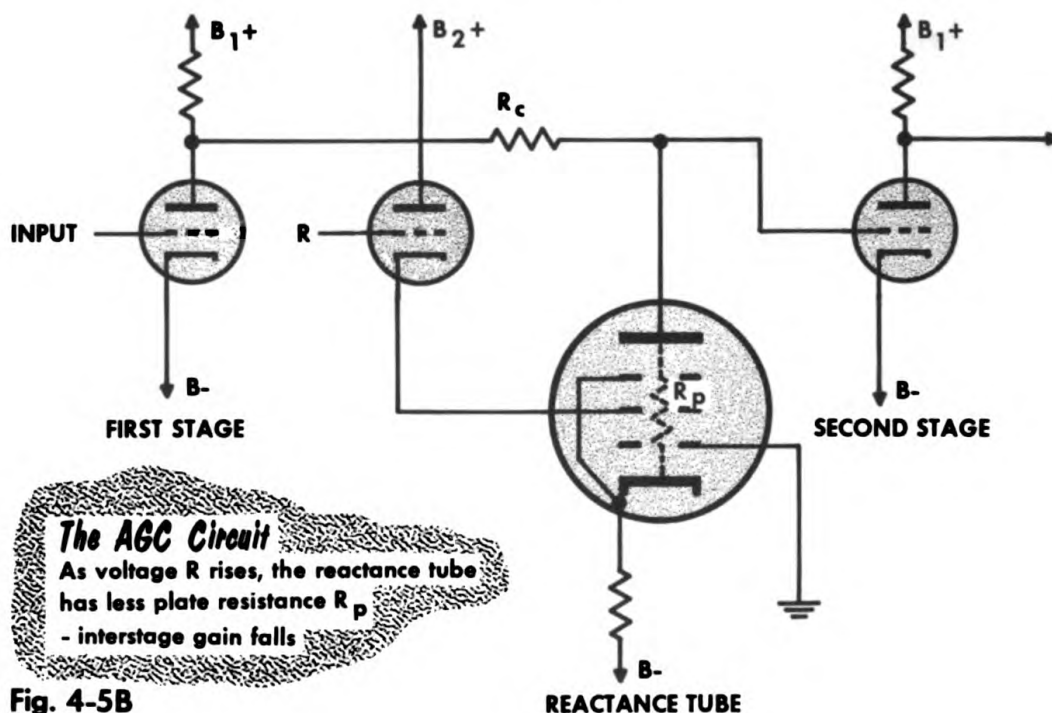 B1+
B2+
B1+
Rc
INPUT
R
Rp
B-
FIRST STAGE
B-
SECOND STAGE
The AGC Circuit
As voltage R rises, the reactance tube
has less plate resistance Rp
- interstage gain falls
B-
Fig. 4-5B
REACTANCE TUBE